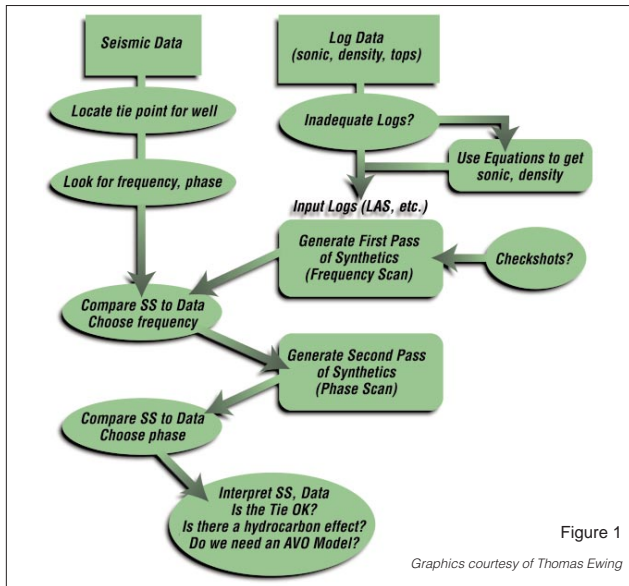 Seismic Data
Locate tie point for well
Look for frequency, phase
Log Data
(sonic, density, tops)
Inadequate Logs?
Use Equations to get
sonic, density
Input Logs (LAS, etc.)
Generate First Pass
of Synthetics
(Frequency Scan)
Checkshots?
Compare SS to Data
Choose frequency
Generate Second Pass
of Synthetics
(Phase Scan)
Compare SS to Data
Choose phase
Interpret SS, Data
Is the Tie OK?
Is there a hydrocarbon effect?
Do we need an AVO Model?
Figure 1
Graphics courtesy of Thomas Ewing